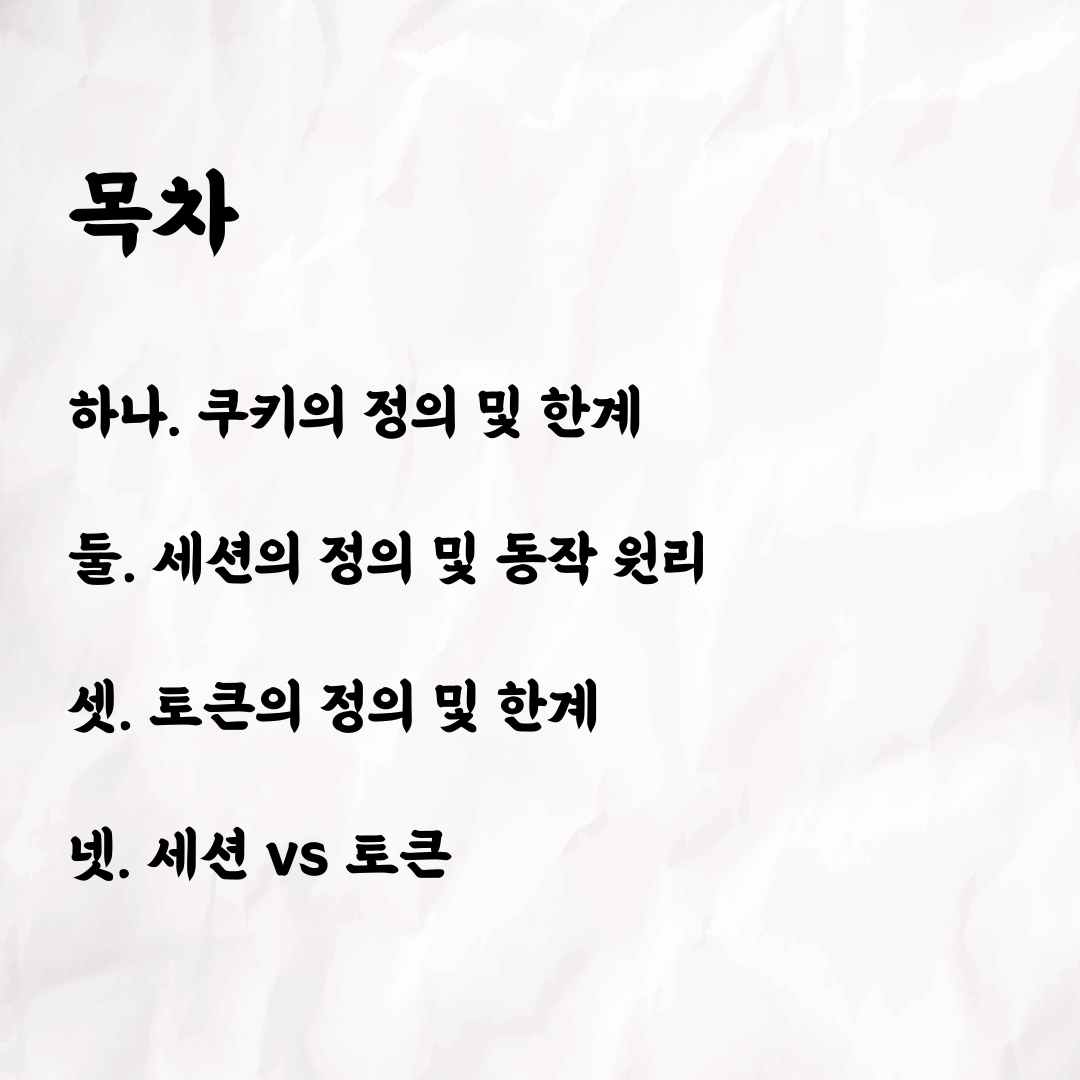 목차
하나. 쿠키의 정의 및 한계
둘. 세션의 정의 및 동작 원리
셋. 토큰의 정의 및 한계
넷. 세션 vs 토큰